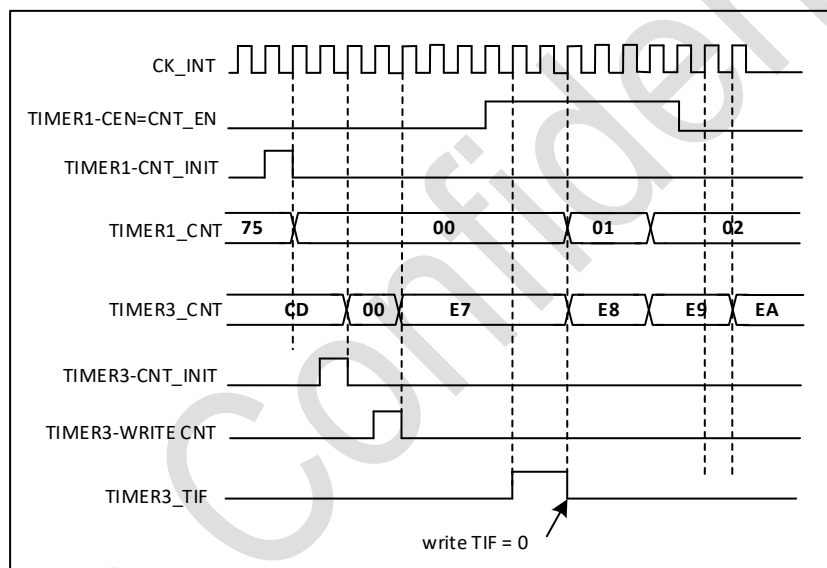 CK_INT
TIMER1-CEN=CNT_EN
TIMER1-CNT_INIT
TIMER1_CNT 75 00 01 02
TIMER3_CNT CD 00 E7 E8 E9 EA
TIMER3-CNT_INIT
TIMER3-WRITE CNT
TIMER3_TIF
write TIF = 0
Confident